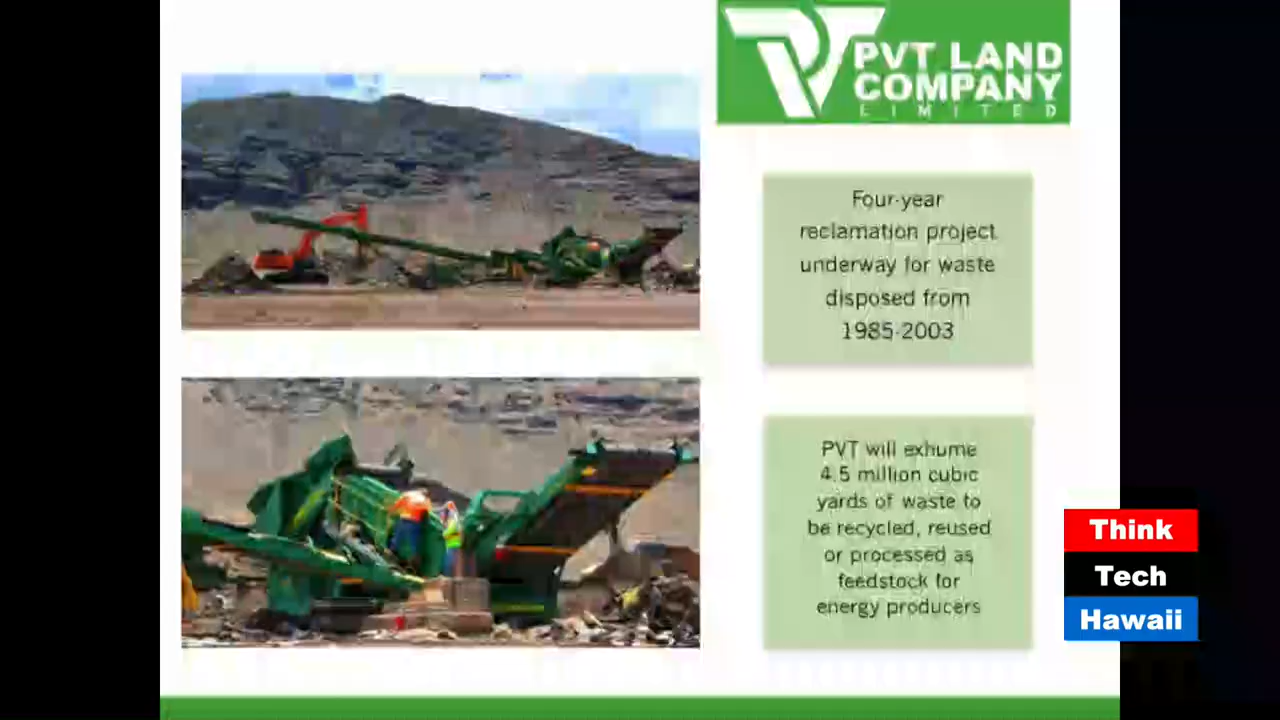 PVT LAND
COMPANY
LIMITED
Four-year
reclamation project
underway for waste
disposed from
1985-2003
PVT will exhume
4.5 million cubic
yards of waste to
be recycled, reused
or processed as
feedstock for
energy producers
Think
Tech
Hawaii